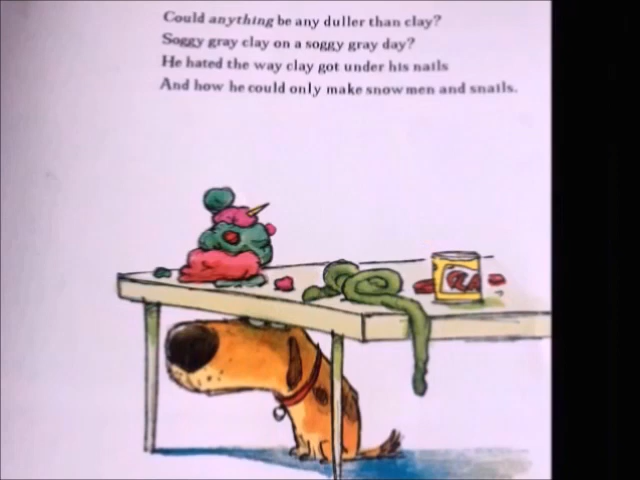 Could anything be any duller than clay?
Soggy gray clay on a soggy gray day?
He hated the way clay got under his nails
And how he could only make snowmen and snails.